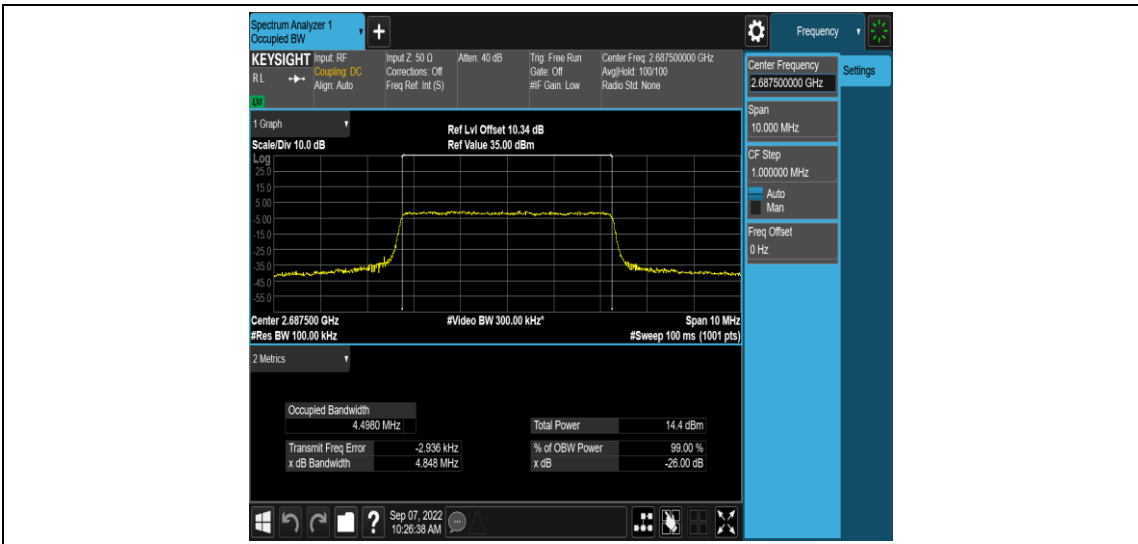 Spectrum Analyzer 1
Occupied BW
+
Frequency
KEYSIGHT
RL
LNI
Input: RF
Coupling: DC
Align: Auto
Input Z: 50 Ω
Corrections: Off
Freq Ref: Int (S)
Atten: 40 dB
Trig: Free Run
Gate: Off
#IF Gain: Low
Center Freq: 2.687500000 GHz
Avg|Hold: 100/100
Radio Std: None
Center Frequency
2.687500000 GHz
Settings
Span
10.000 MHz
CF Step
1.000000 MHz
Auto
Man
Freq Offset
0 Hz
1 Graph
Scale/Div 10.0 dB
Ref Lvl Offset 10.34 dB
Ref Value 35.00 dBm
Log
25.0
15.0
5.00
-5.00
-15.0
-25.0
-35.0
-45.0
-55.0
Center 2.687500 GHz
#Video BW 300.00 kHz*
Span 10 MHz
#Res BW 100.00 kHz
#Sweep 100 ms (1001 pts)
2 Metrics
Occupied Bandwidth
4.4980 MHz
Total Power 14.4 dBm
Transmit Freq Error -2.936 kHz
% of OBW Power 99.00 %
x dB Bandwidth 4.848 MHz
x dB -26.00 dB
?
Sep 07, 2022
10:26:38 AM